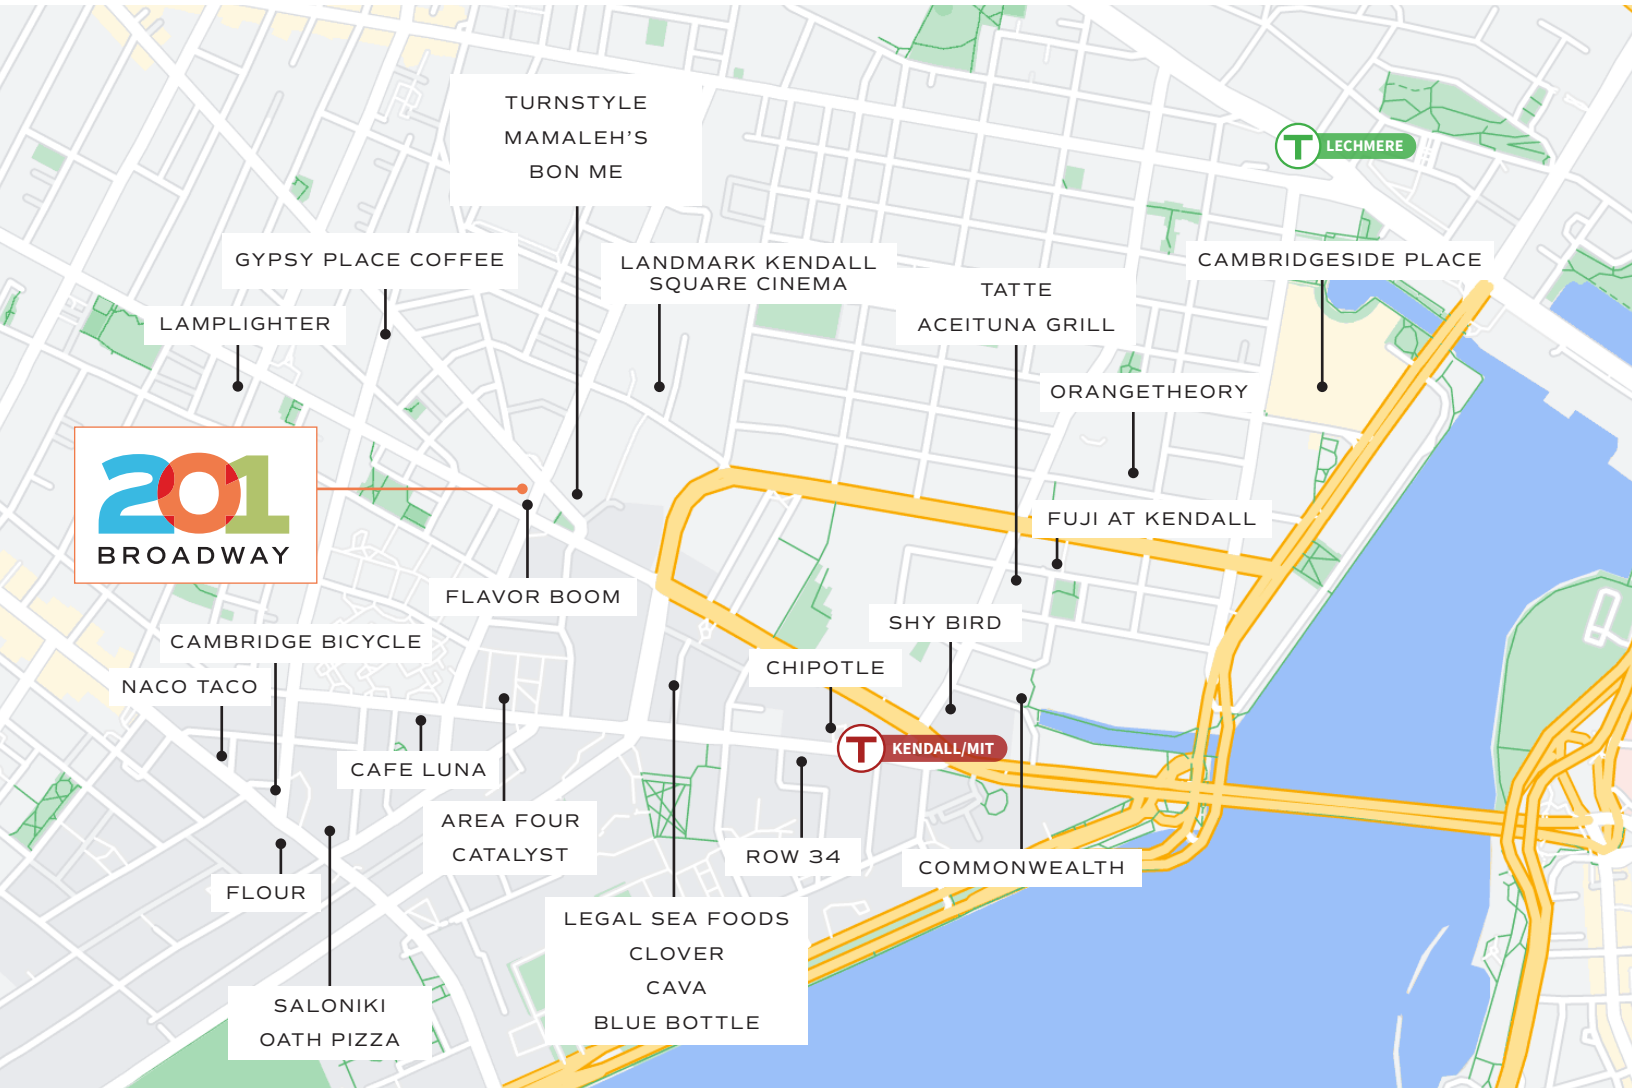 TURNSTYLE
MAMALEH'S
BON ME
LECHMERE
GYPSY PLACE COFFEE
LANDMARK KENDALL
SQUARE CINEMA
CAMBRIDGESIDE PLACE
TATTE
ACEITUNA GRILL
LAMPLIGHTER
ORANGETHEORY
201
BROADWAY
FUJI AT KENDALL
FLAVOR BOOM
SHY BIRD
CAMBRIDGE BICYCLE
CHIPOTLE
NACO TACO
T KENDALL/MIT
CAFE LUNA
AREA FOUR
CATALYST
ROW 34
COMMONWEALTH
FLOUR
LEGAL SEA FOODS
CLOVER
CAVA
BLUE BOTTLE
SALONIKI
OATH PIZZA